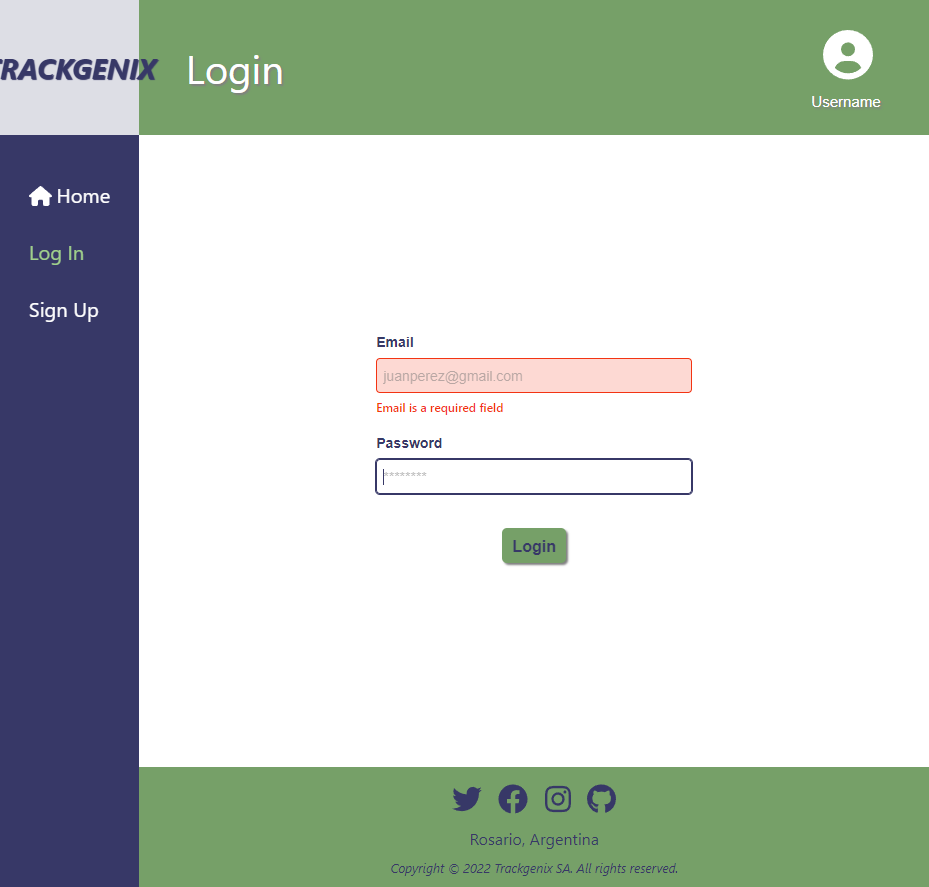 TRACKGENIX
Login
Username
Home
Log In
Sign Up
Email
juanperez@gmail.com
Email is a required field
Password
********
Login
Rosario, Argentina
Copyright © 2022 Trackgenix SA. All rights reserved.